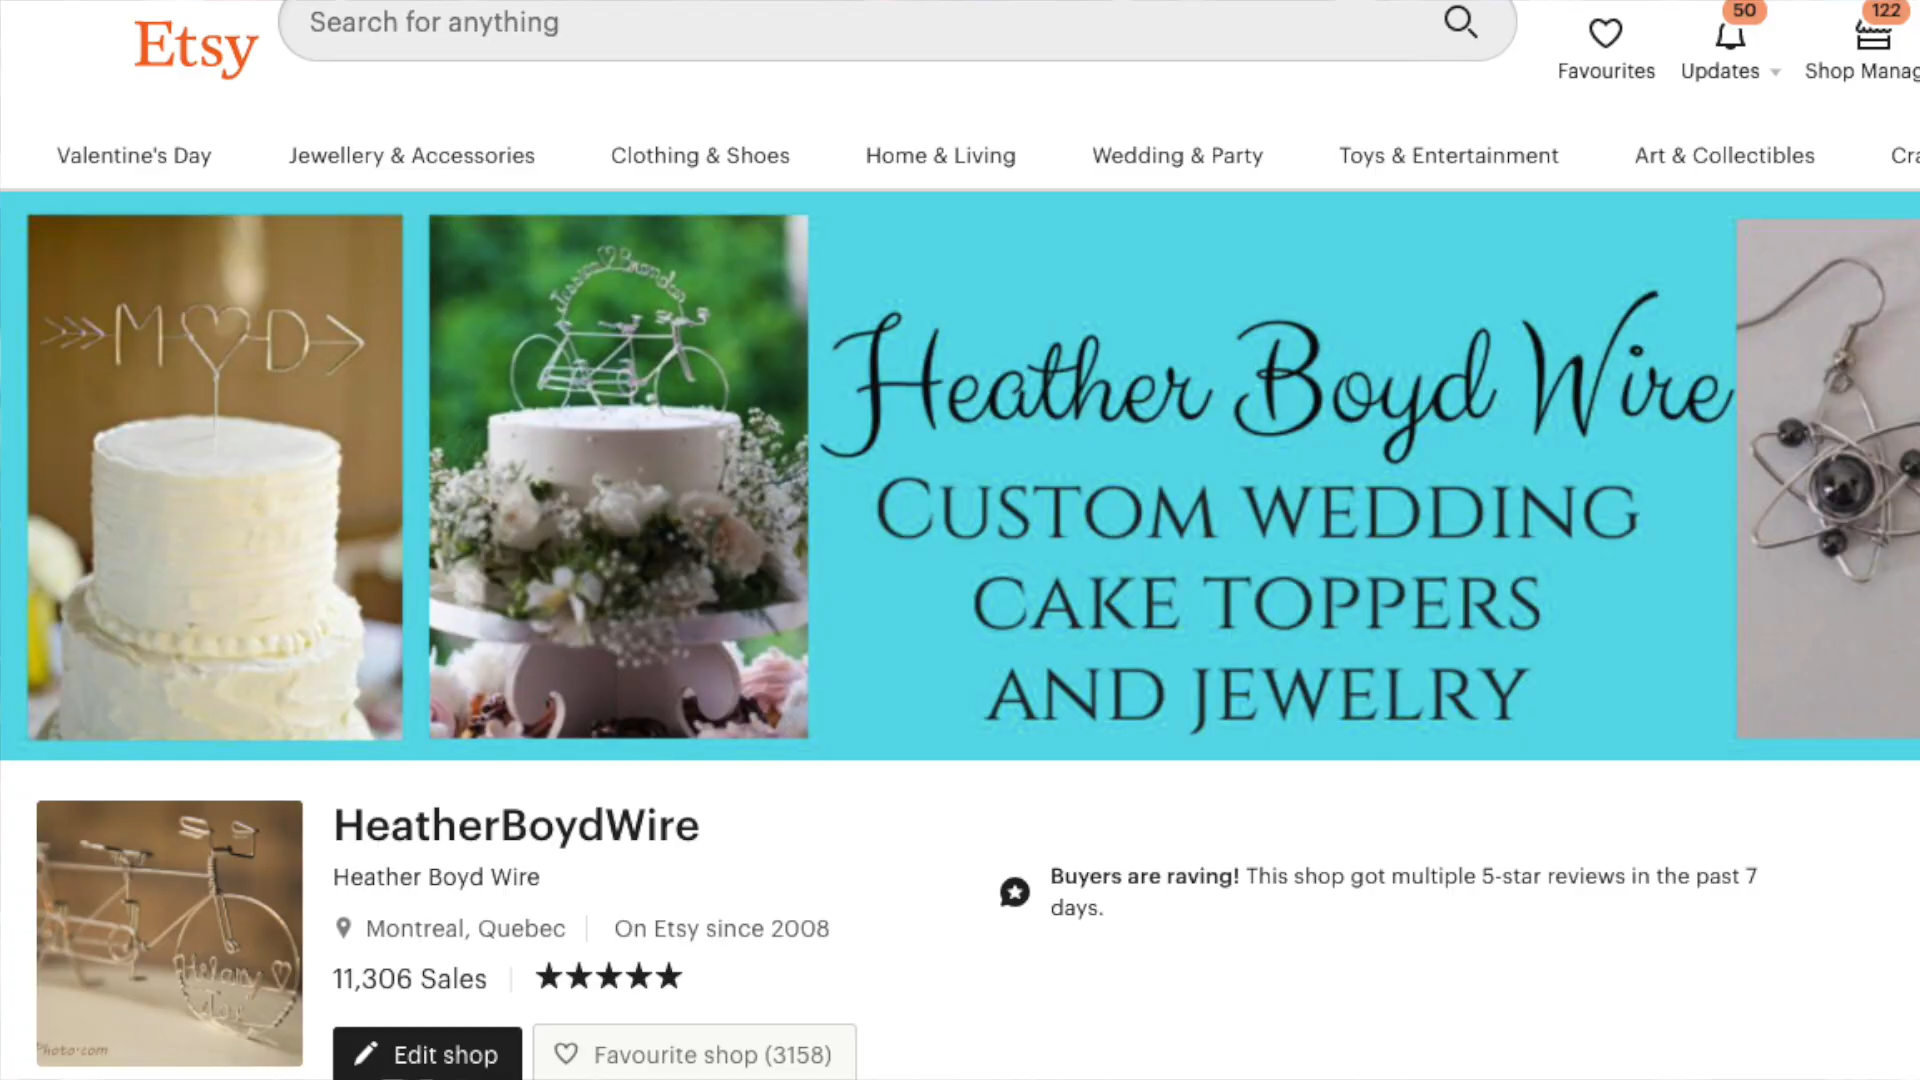 Etsy
Search for anything
50
122
Favourites
Updates
Shop Manag
Valentine's Day
Jewellery & Accessories
Clothing & Shoes
Home & Living
Wedding & Party
Toys & Entertainment
Art & Collectibles
Cra
M D
Heather Boyd Wire
CUSTOM WEDDING
CAKE TOPPERS
AND JEWELRY
HeatherBoydWire
Heather Boyd Wire
Montreal, Quebec
On Etsy since 2008
11,306 Sales
Buyers are raving! This shop got multiple 5-star reviews in the past 7
days.
Photo.com
Edit shop
Favourite shop (3158)